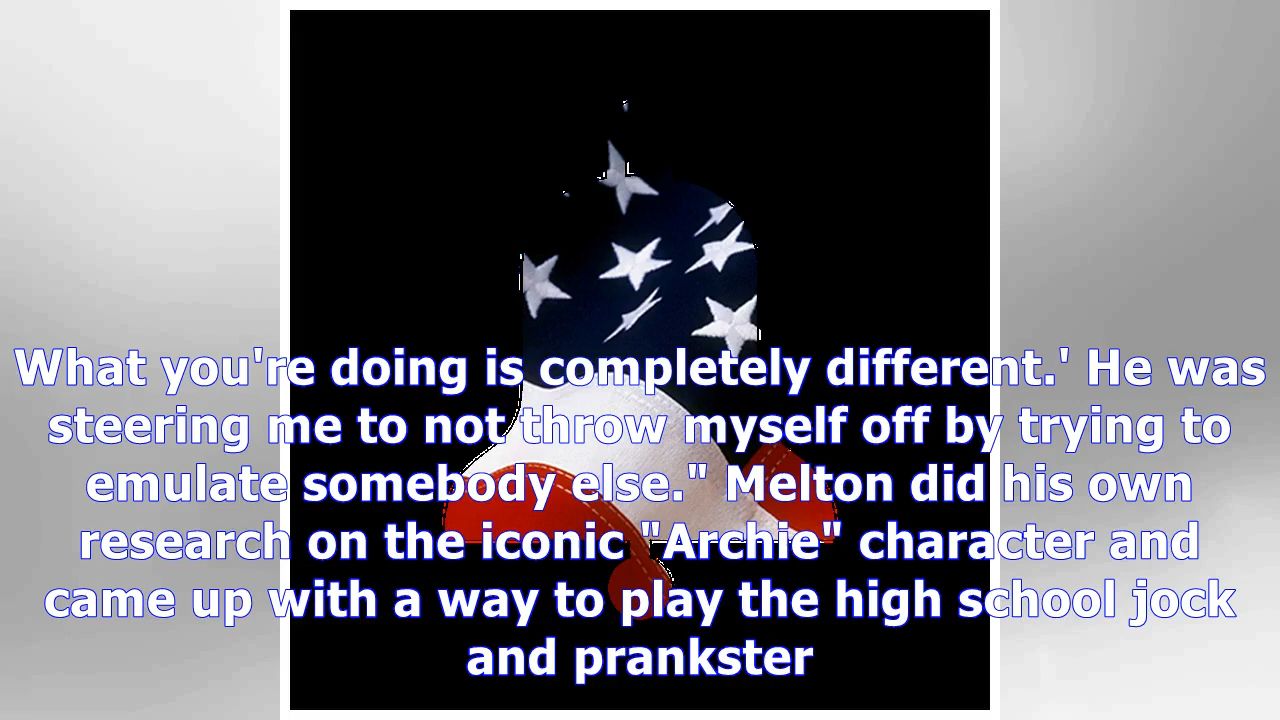 What you're doing is completely different.' He was
steering me to not throw myself off by trying to
emulate somebody else." Melton did his own
research on the iconic "Archie" character and
came up with a way to play the high school jock
and prankster